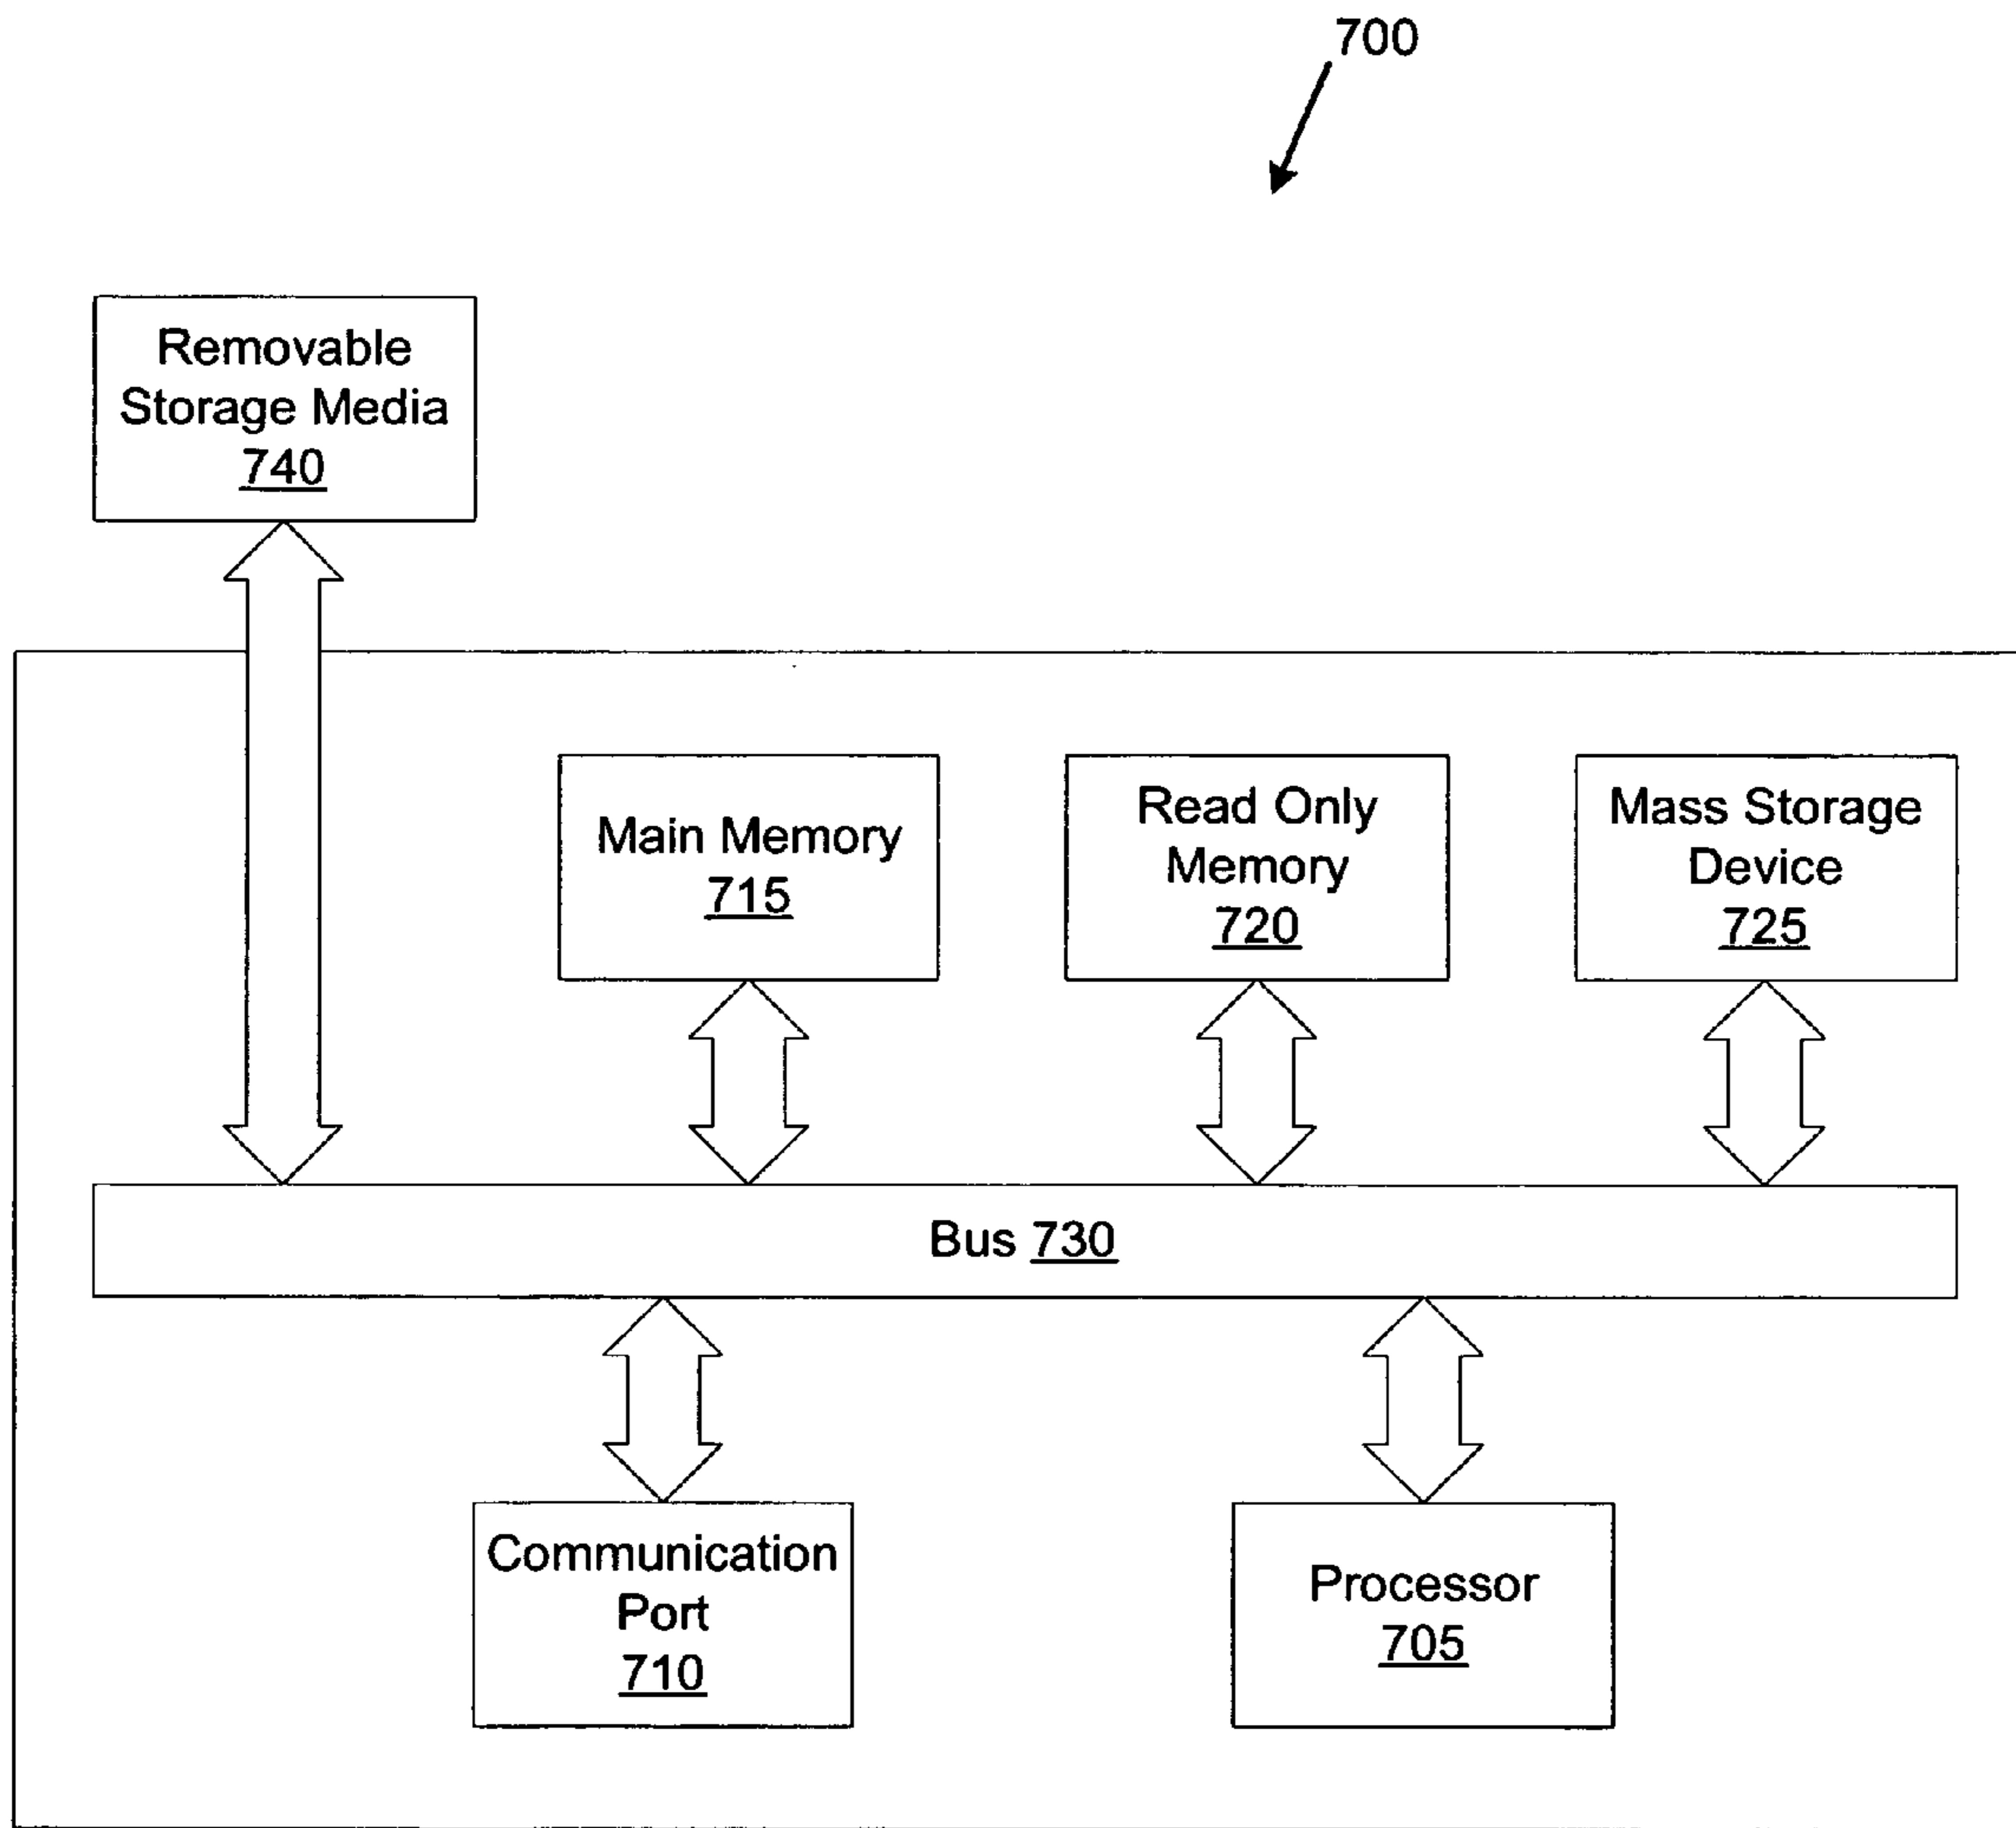 700
Removable
Storage Media
740
Main Memory
715
Read Only
Memory
720
Mass Storage
Device
725
Bus 730
Communication
Port
710
Processor
705